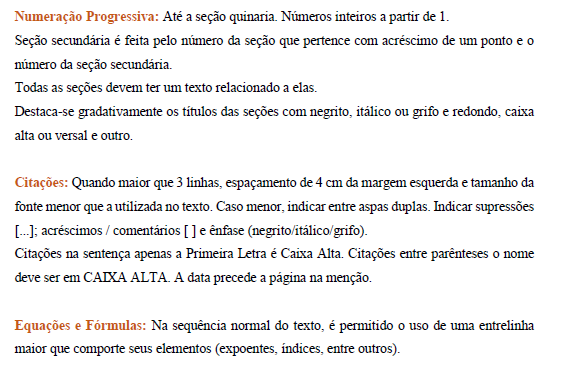 Numeração Progressiva: Até a seção quinaria. Números inteiros a partir de 1.
Seção secundária é feita pelo número da seção que pertence com acréscimo de um ponto e o
número da seção secundária.
Todas as seções devem ter um texto relacionado a elas.
Destaca-se gradativamente os títulos das seções com negrito, itálico ou grifo e redondo, caixa
alta ou versal e outro.
Citações: Quando maior que 3 linhas, espaçamento de 4 cm da margem esquerda e tamanho da
fonte menor que a utilizada no texto. Caso menor, indicar entre aspas duplas. Indicar supressões
[...]; acréscimos / comentários [ ] e ênfase (negrito/itálico/grifo).
Citações na sentença apenas a Primeira Letra é Caixa Alta. Citações entre parênteses o nome
deve ser em CAIXA ALTA. A data precede a página na menção.
Equações e Fórmulas: Na sequência normal do texto, é permitido o uso de uma entrelinha
maior que comporte seus elementos (expoentes, índices, entre outros).